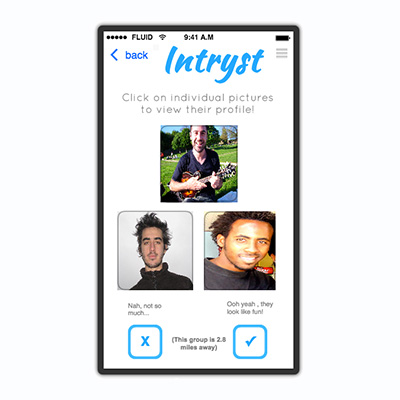 FLUID 9:41 A.M
back
Intryst
Click on individual pictures
to view their profile!
Nah, not so
much...
Ooh yeah , they
look like fun!
X
(This group is 2.8
miles away)
✓